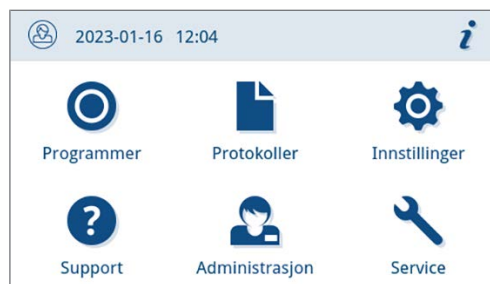 2023-01-16 12:04 i
Programmer Protokoller Innstillinger
? 
Support Administrasjon Service